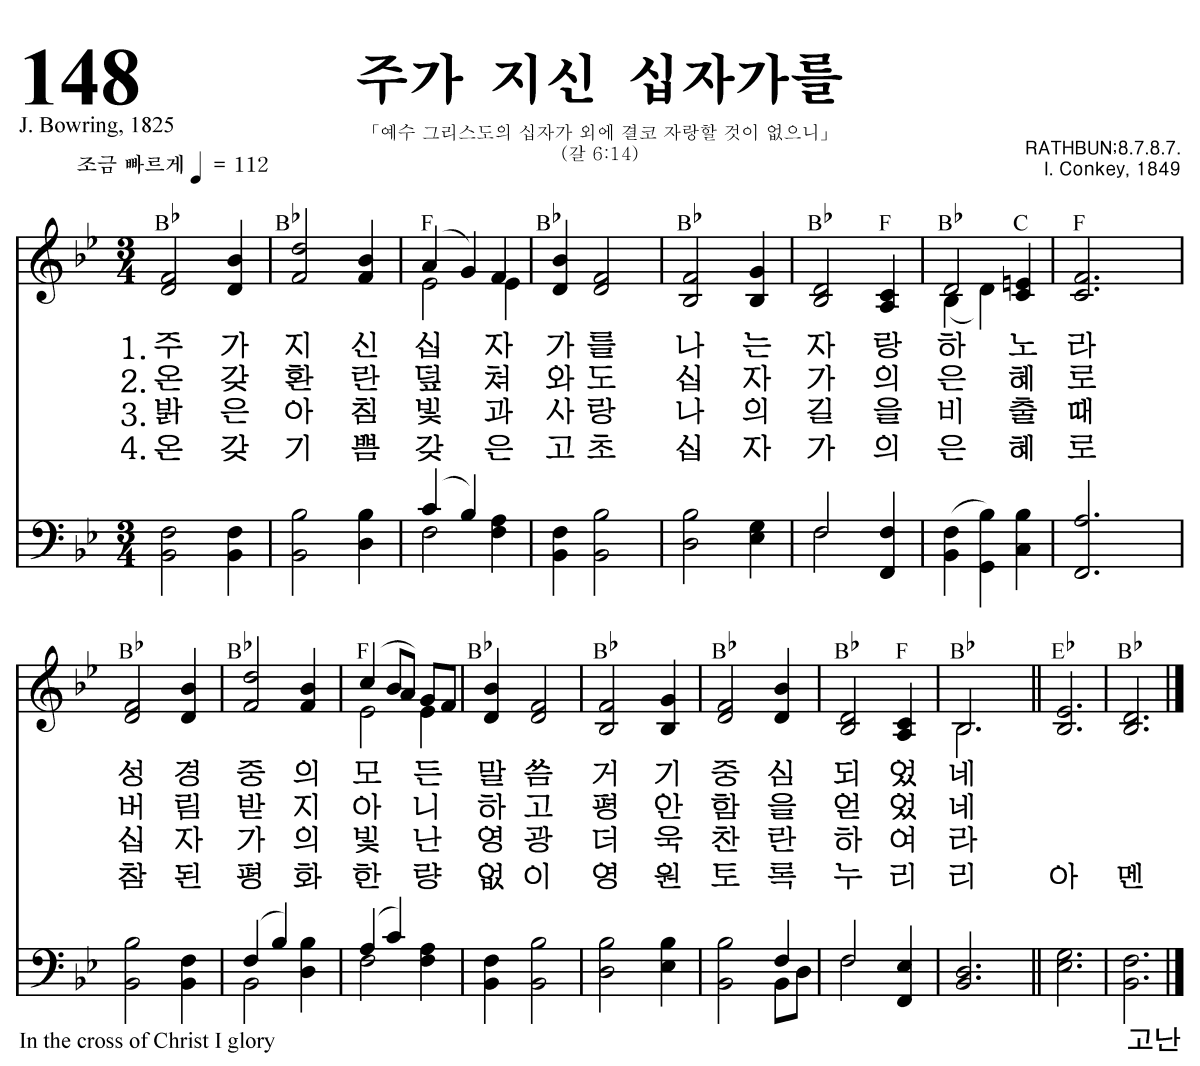 148
주가 지신 십자가를
J. Bowring, 1825
「예수 그리스도의 십자가 외에 결코 자랑할 것이 없으니」
(갈 6:14)
조금 빠르게 ♩ = 112
RATHBUN:8.7.8.7.
I. Conkey, 1849
B♭ B♭ F B♭ B♭ B♭ F B♭ C F
3 4
1. 주 가 지 신 십 자 가 를 나 는 자 랑 하 노 라
2. 온 갖 환 란 덮 쳐 와 도 십 자 가 의 은 혜 로
3. 밝 은 아 침 빛 과 사 랑 나 의 길 을 비 출 때
4. 온 갖 기 쁨 갖 은 고 초 십 자 가 의 은 혜 로
3 4
B♭ B♭ F B♭ B♭ B♭ B♭ F B♭ E♭ B♭
성 경 중 의 모 든 말 씀 거 기 중 심 되 었 네
버 림 받 지 아 니 하 고 평 안 함 을 얻 었 네
십 자 가 의 빛 난 영 광 더 욱 찬 란 하 여 라
참 된 평 화 한 량 없 이 영 원 토 록 누 리 리 아 멘
In the cross of Christ I glory
고난